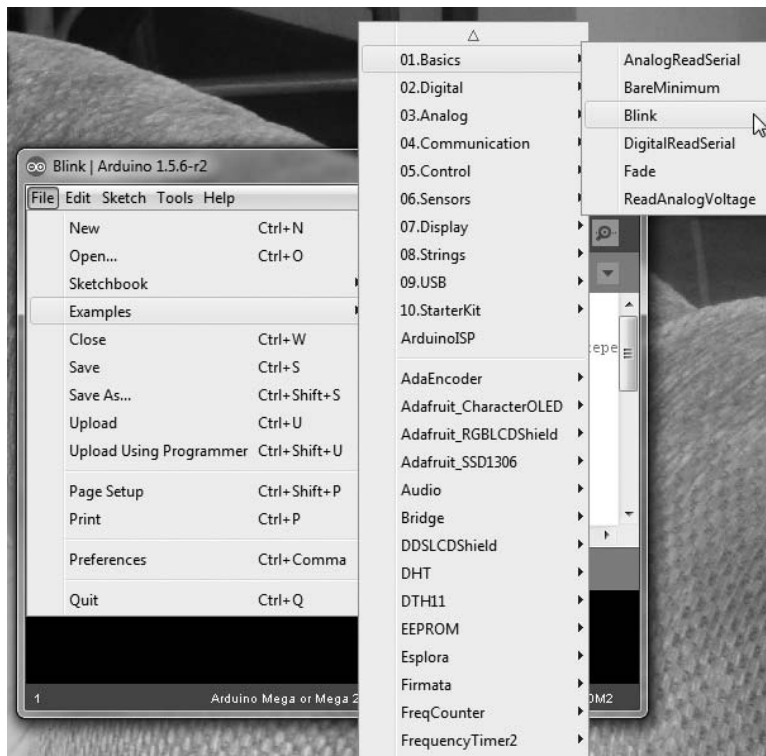 Blink | Arduino 1.5.6-r2
File Edit Sketch Tools Help
New Ctrl+N
Open... Ctrl+O
Sketchbook
Examples
Close Ctrl+W
Save Ctrl+S
Save As... Ctrl+Shift+S
Upload Ctrl+U
Upload Using Programmer Ctrl+Shift+U
Page Setup Ctrl+Shift+P
Print Ctrl+P
Preferences Ctrl+Comma
Quit Ctrl+Q
01.Basics
02.Digital
03.Analog
04.Communication
05.Control
06.Sensors
07.Display
08.Strings
09.USB
10.StarterKit
ArduinoISP
AdaEncoder
Adafruit_CharacterOLED
Adafruit_RGBLCDShield
Adafruit_SSD1306
Audio
Bridge
DDSLCDShield
DHT
DTH11
EEPROM
Esplora
Firmata
FreqCounter
FrequencyTimer2
AnalogReadSerial
BareMinimum
Blink
DigitalReadSerial
Fade
ReadAnalogVoltage
1 Arduino Mega or Mega 2